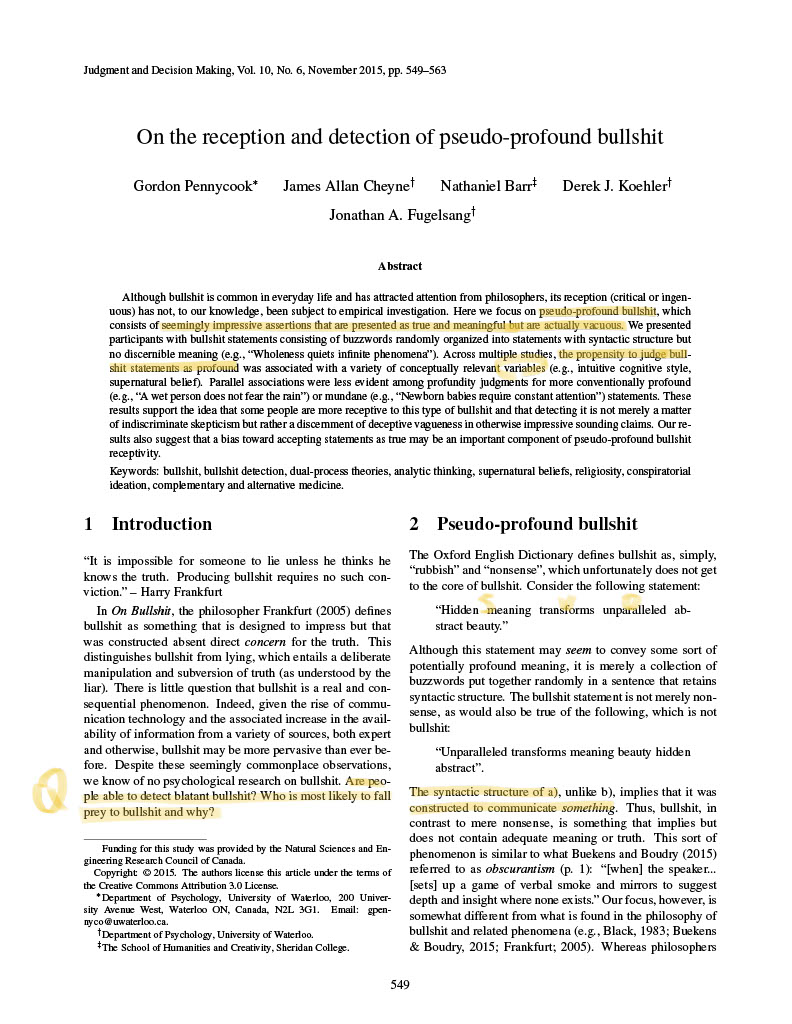 Judgment and Decision Making, Vol. 10, No. 6, November 2015, pp. 549–563
On the reception and detection of pseudo-profound bullshit
Gordon Pennycook* James Allan Cheyne† Nathaniel Barr‡ Derek J. Koehler†
Jonathan A. Fugelsang†
Abstract
Although bullshit is common in everyday life and has attracted attention from philosophers, its reception (critical or ingen-
uous) has not, to our knowledge, been subject to empirical investigation. Here we focus on pseudo-profound bullshit, which
consists of seemingly impressive assertions that are presented as true and meaningful but are actually vacuous. We presented
participants with bullshit statements consisting of buzzwords randomly organized into statements with syntactic structure but
no discernible meaning (e.g., “Wholeness quiets infinite phenomena”). Across multiple studies, the propensity to judge bull-
shit statements as profound was associated with a variety of conceptually relevant variables (e.g., intuitive cognitive style,
supernatural belief). Parallel associations were less evident among profundity judgments for more conventionally profound
(e.g., “A wet person does not fear the rain”) or mundane (e.g., “Newborn babies require constant attention”) statements. These
results support the idea that some people are more receptive to this type of bullshit and that detecting it is not merely a matter
of indiscriminate skepticism but rather a discernment of deceptive vagueness in otherwise impressive sounding claims. Our re-
sults also suggest that a bias toward accepting statements as true may be an important component of pseudo-profound bullshit
receptivity.
Keywords: bullshit, bullshit detection, dual-process theories, analytic thinking, supernatural beliefs, religiosity, conspiratorial
ideation, complementary and alternative medicine.
1 Introduction
“It is impossible for someone to lie unless he thinks he
knows the truth. Producing bullshit requires no such con-
viction.” – Harry Frankfurt
In On Bullshit, the philosopher Frankfurt (2005) defines
bullshit as something that is designed to impress but that
was constructed absent direct concern for the truth. This
distinguishes bullshit from lying, which entails a deliberate
manipulation and subversion of truth (as understood by the
liar). There is little question that bullshit is a real and con-
sequential phenomenon. Indeed, given the rise of commu-
nication technology and the associated increase in the avail-
ability of information from a variety of sources, both expert
and otherwise, bullshit may be more pervasive than ever be-
fore. Despite these seemingly commonplace observations,
we know of no psychological research on bullshit. Are peo-
ple able to detect blatant bullshit? Who is most likely to fall
prey to bullshit and why?
Q
Funding for this study was provided by the Natural Sciences and En-
gineering Research Council of Canada.
Copyright: © 2015. The authors license this article under the terms of
the Creative Commons Attribution 3.0 License.
*Department of Psychology, University of Waterloo, 200 Univer-
sity Avenue West, Waterloo ON, Canada, N2L 3G1. Email: gpen-
nyco@uwaterloo.ca.
†Department of Psychology, University of Waterloo.
‡The School of Humanities and Creativity, Sheridan College.
2 Pseudo-profound bullshit
The Oxford English Dictionary defines bullshit as, simply,
“rubbish” and “nonsense”, which unfortunately does not get
to the core of bullshit. Consider the following statement:
S V O
“Hidden meaning transforms unparalleled ab-
stract beauty.”
Although this statement may seem to convey some sort of
potentially profound meaning, it is merely a collection of
buzzwords put together randomly in a sentence that retains
syntactic structure. The bullshit statement is not merely non-
sense, as would also be true of the following, which is not
bullshit:
“Unparalleled transforms meaning beauty hidden
abstract”.
The syntactic structure of a), unlike b), implies that it was
constructed to communicate something. Thus, bullshit, in
contrast to mere nonsense, is something that implies but
does not contain adequate meaning or truth. This sort of
phenomenon is similar to what Buekens and Boudry (2015)
referred to as obscurantism (p. 1): “[when] the speaker...
[sets] up a game of verbal smoke and mirrors to suggest
depth and insight where none exists.” Our focus, however, is
somewhat different from what is found in the philosophy of
bullshit and related phenomena (e.g., Black, 1983; Buekens
& Boudry, 2015; Frankfurt; 2005). Whereas philosophers
549